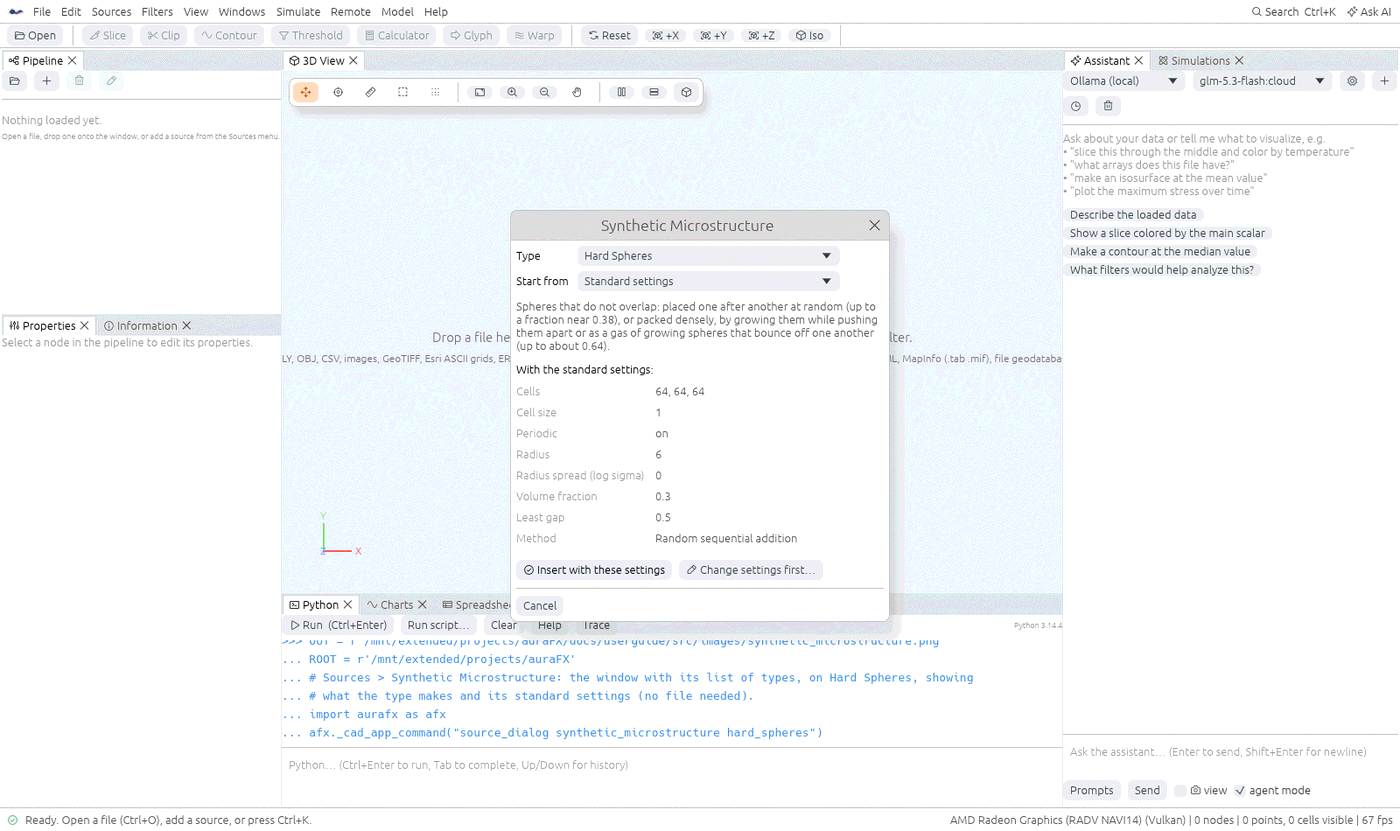 File Edit Sources Filters View Windows Simulate Remote Model Help
Search Ctrl+K Ask AI
Open Slice Clip Contour Threshold Calculator Glyph Warp Reset +X +Y +Z Iso
Pipeline
3D View
Assistant
Simulations
Ollama (local)
glm-5.3-flash:cloud
Nothing loaded yet.
Open a file, drop one onto the window, or add a source from the Sources menu.
Ask about your data or tell me what to visualize, e.g.
• "slice this through the middle and color by temperature"
• "what arrays does this file have?"
• "make an isosurface at the mean value"
• "plot the maximum stress over time"
Describe the loaded data
Show a slice colored by the main scalar
Make a contour at the median value
What filters would help analyze this?
Properties
Information
Select a node in the pipeline to edit its properties.
Drop a file
LY, OBJ, CSV, images, GeoTIFF, Esri ASCII grids,
MapInfo (.tab .mif), file geodataba
Synthetic Microstructure
Type Hard Spheres
Start from Standard settings
Spheres that do not overlap: placed one after another at random (up to
a fraction near 0.38), or packed densely, by growing them while pushing
them apart or as a gas of growing spheres that bounce off one another
(up to about 0.64).
With the standard settings:
Cells 64, 64, 64
Cell size 1
Periodic on
Radius 6
Radius spread (log sigma) 0
Volume fraction 0.3
Least gap 0.5
Method Random sequential addition
Insert with these settings
Change settings first...
Cancel
Y
Z
X
Python
Charts
Run (Ctrl+Enter) Run script... Clear Help Trace
Python 3.14.4
>>> OUT = r'/mnt/extended/projects/auraFX/docs/userguide/src/images/synthetic_microstructure.png
... ROOT = r'/mnt/extended/projects/auraFX'
... # Sources > Synthetic Microstructure: the window with its list of types, on Hard Spheres, showing
... # what the type makes and its standard settings (no file needed).
... import aurafx as afx
... afx._cad_app_command("source_dialog synthetic_microstructure hard_spheres")
Python... (Ctrl+Enter to run, Tab to complete, Up/Down for history)
Ask the assistant... (Enter to send, Shift+Enter for newline)
Prompts Send view agent mode
Ready. Open a file (Ctrl+O), add a source, or press Ctrl+K.
AMD Radeon Graphics (RADV NAVI14) (Vulkan) | 0 nodes | 0 points, 0 cells visible | 67 fps